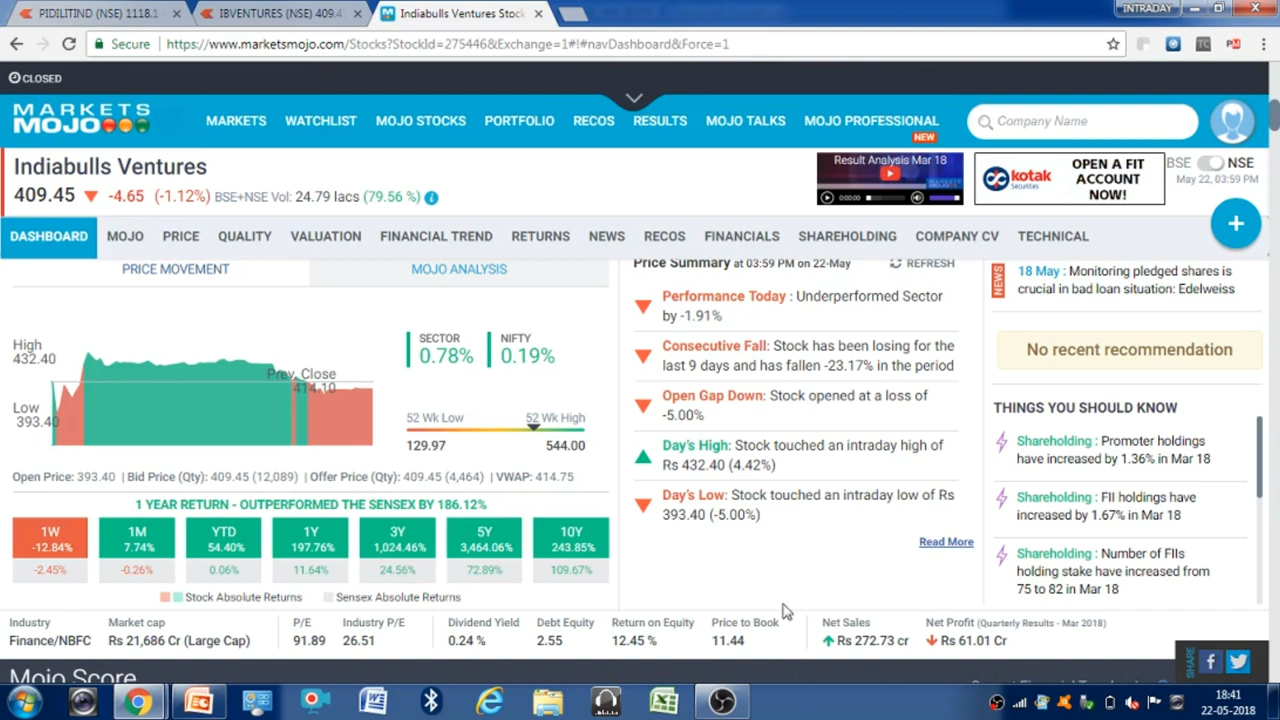 PIDILITIND (NSE) 1118.1
IBVENTURES (NSE) 409.4
Indiabulls Ventures Stock
INTRADAY
Secure
https://www.marketsmojo.com/Stocks?StockId=275446&Exchange=1#!#navDashboard&Force=1
CLOSED
MARKETS MOJO
MARKETS WATCHLIST MOJO STOCKS PORTFOLIO RECOS RESULTS MOJO TALKS MOJO PROFESSIONAL
NEW
Company Name
Indiabulls Ventures
409.45 -4.65 (-1.12%) BSE+NSE Vol: 24.79 lacs (79.56 %)
Result Analysis Mar 18
0:00:00
kotak Securities
OPEN A FIT ACCOUNT NOW!
BSE NSE
May 22, 03:59 PM
DASHBOARD MOJO PRICE QUALITY VALUATION FINANCIAL TREND RETURNS NEWS RECOS FINANCIALS SHAREHOLDING COMPANY CV TECHNICAL
PRICE MOVEMENT
MOJO ANALYSIS
High
432.40
Prev. Close
414.10
Low
393.40
SECTOR
0.78%
NIFTY
0.19%
52 Wk Low
52 Wk High
129.97
544.00
Open Price: 393.40 | Bid Price (Qty): 409.45 (12,089) | Offer Price (Qty): 409.45 (4,464) | VWAP: 414.75
1 YEAR RETURN - OUTPERFORMED THE SENSEX BY 186.12%
1W 1M YTD 1Y 3Y 5Y 10Y
-12.84% 7.74% 54.40% 197.76% 1,024.46% 3,464.06% 243.85%
-2.45% -0.26% 0.06% 11.64% 24.56% 72.89% 109.67%
Stock Absolute Returns
Sensex Absolute Returns
Price Summary at 03:59 PM on 22-May
REFRESH
Performance Today : Underperformed Sector
by -1.91%
Consecutive Fall: Stock has been losing for the
last 9 days and has fallen -23.17% in the period
Open Gap Down: Stock opened at a loss of
-5.00%
Day's High: Stock touched an intraday high of
Rs 432.40 (4.42%)
Day's Low: Stock touched an intraday low of Rs
393.40 (-5.00%)
Read More
NEWS
18 May : Monitoring pledged shares is
crucial in bad loan situation: Edelweiss
No recent recommendation
THINGS YOU SHOULD KNOW
Shareholding : Promoter holdings
have increased by 1.36% in Mar 18
Shareholding : FII holdings have
increased by 1.67% in Mar 18
Shareholding : Number of FIIs
holding stake have increased from
75 to 82 in Mar 18
Industry Market cap P/E Industry P/E Dividend Yield Debt Equity Return on Equity Price to Book Net Sales Net Profit (Quarterly Results - Mar 2018)
Finance/NBFC Rs 21,686 Cr (Large Cap) 91.89 26.51 0.24 % 2.55 12.45 % 11.44 Rs 272.73 cr Rs 61.01 Cr
SHARE
Mojo Score
18:41
22-05-2018